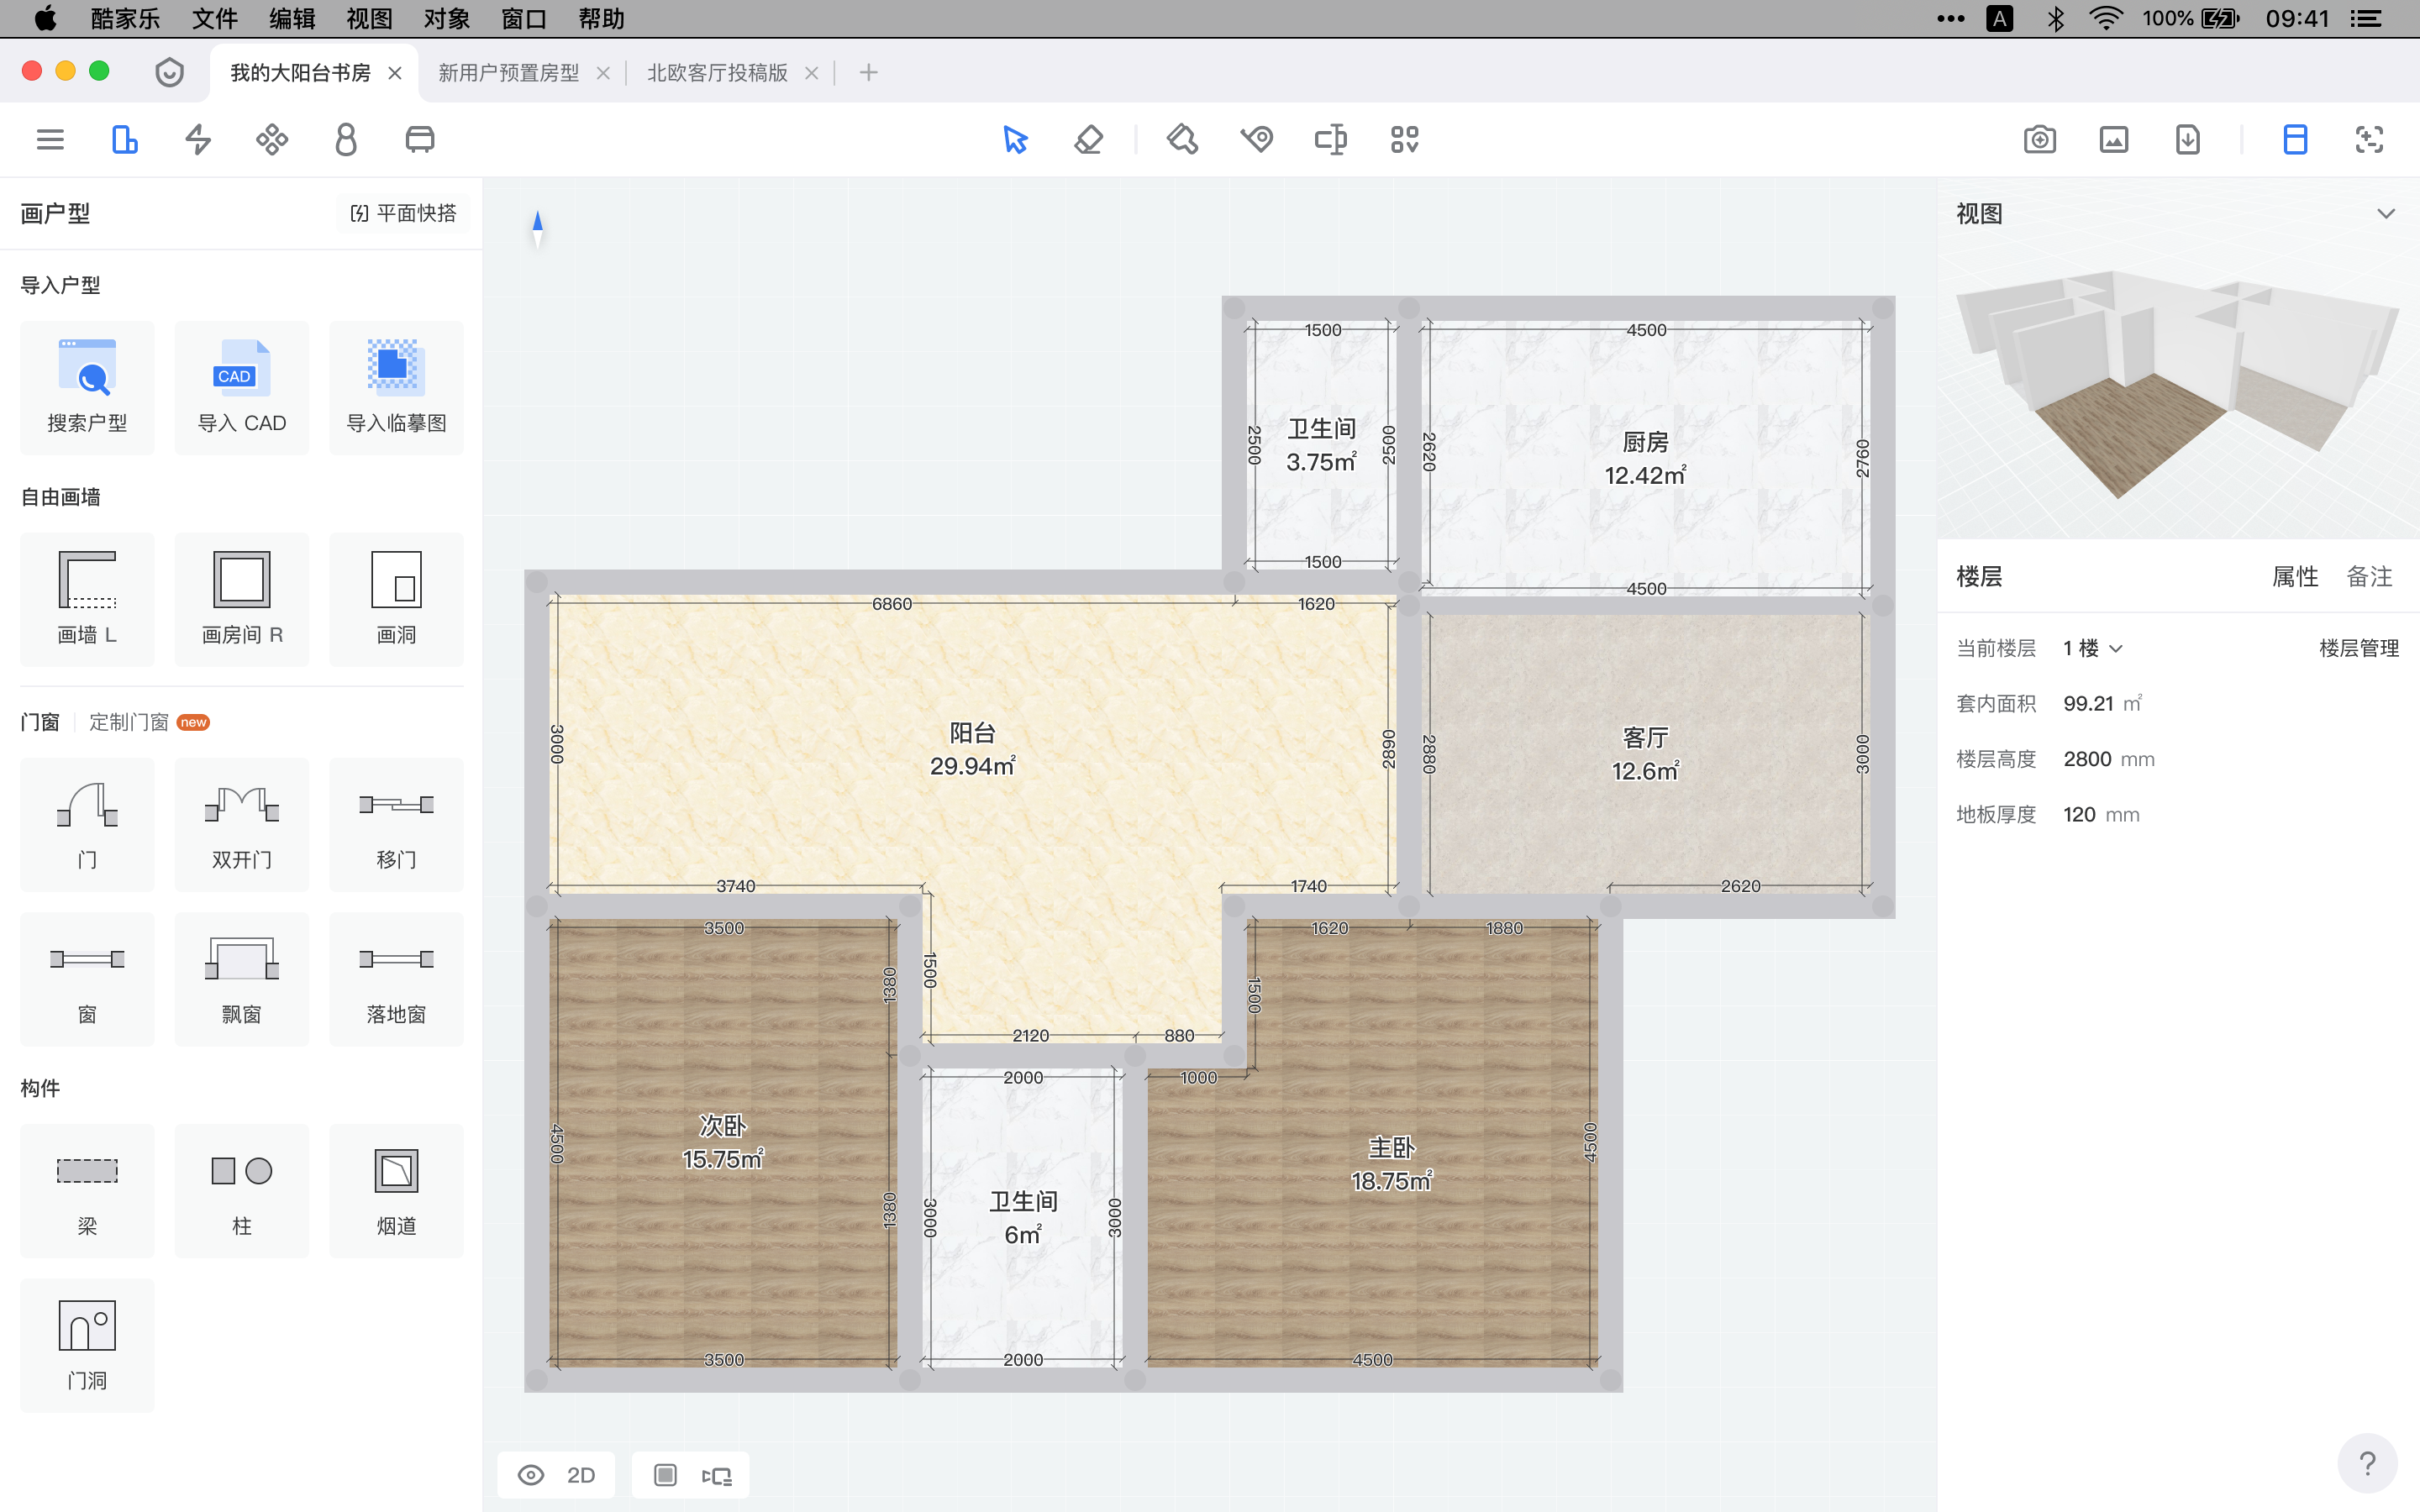 酷家乐 文件 编辑 视图 对象 窗口 帮助 A 100% 09:41
我的大阳台书房 新用户预置房型 北欧客厅投稿版
画户型 平面快搭
导入户型
CAD
搜索户型 导入 CAD 导入临摹图
自由画墙
画墙 L 画房间 R 画洞
门窗 定制门窗 new
门 双开门 移门
窗 飘窗 落地窗
构件
梁 柱 烟道
门洞
1500 4500
卫生间
3.75㎡
2500 2500 2620
厨房
12.42㎡
2760
1500 4500
6860 1620
3000
阳台
29.94㎡
2890 2880
客厅
12.6㎡
3000
3740 1740 2620
3500 1620 1880
1380 1500 1500
2120 880
2000 1000
4500
次卧
15.75㎡
1380 3000
卫生间
6㎡
3000
主卧
18.75㎡
4500
3500 2000 4500
2D
视图
楼层 属性 备注
当前楼层 1 楼 楼层管理
套内面积 99.21 ㎡
楼层高度 2800 mm
地板厚度 120 mm
?